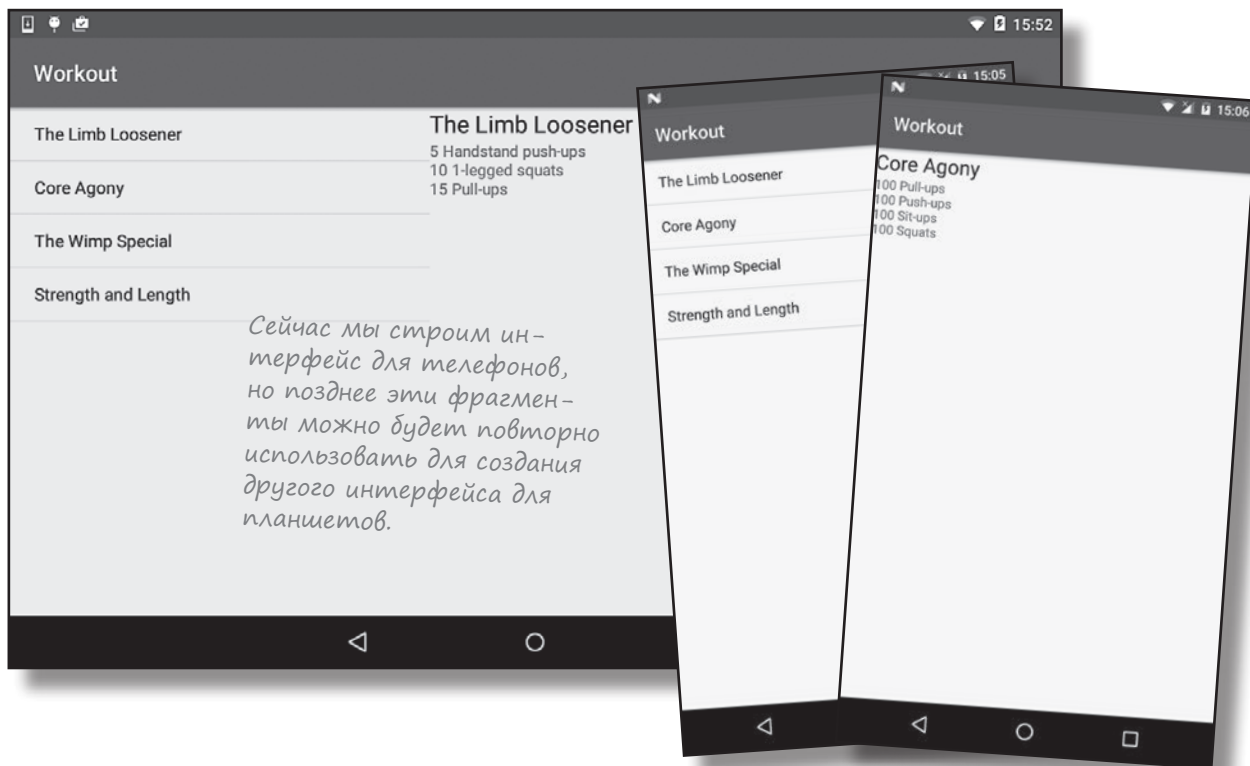 15:52
Workout
The Limb Loosener
Core Agony
The Wimp Special
Strength and Length
The Limb Loosener
5 Handstand push-ups
10 1-legged squats
15 Pull-ups
Сейчас мы строим ин-
терфейс для телефонов,
но позднее эти фрагмен-
ты можно будет повторно
использовать для создания
другого интерфейса для
планшетов.
15:05
Workout
The Limb Loosener
Core Agony
The Wimp Special
Strength and Length
15:06
Workout
Core Agony
100 Pull-ups
100 Push-ups
100 Sit-ups
100 Squats